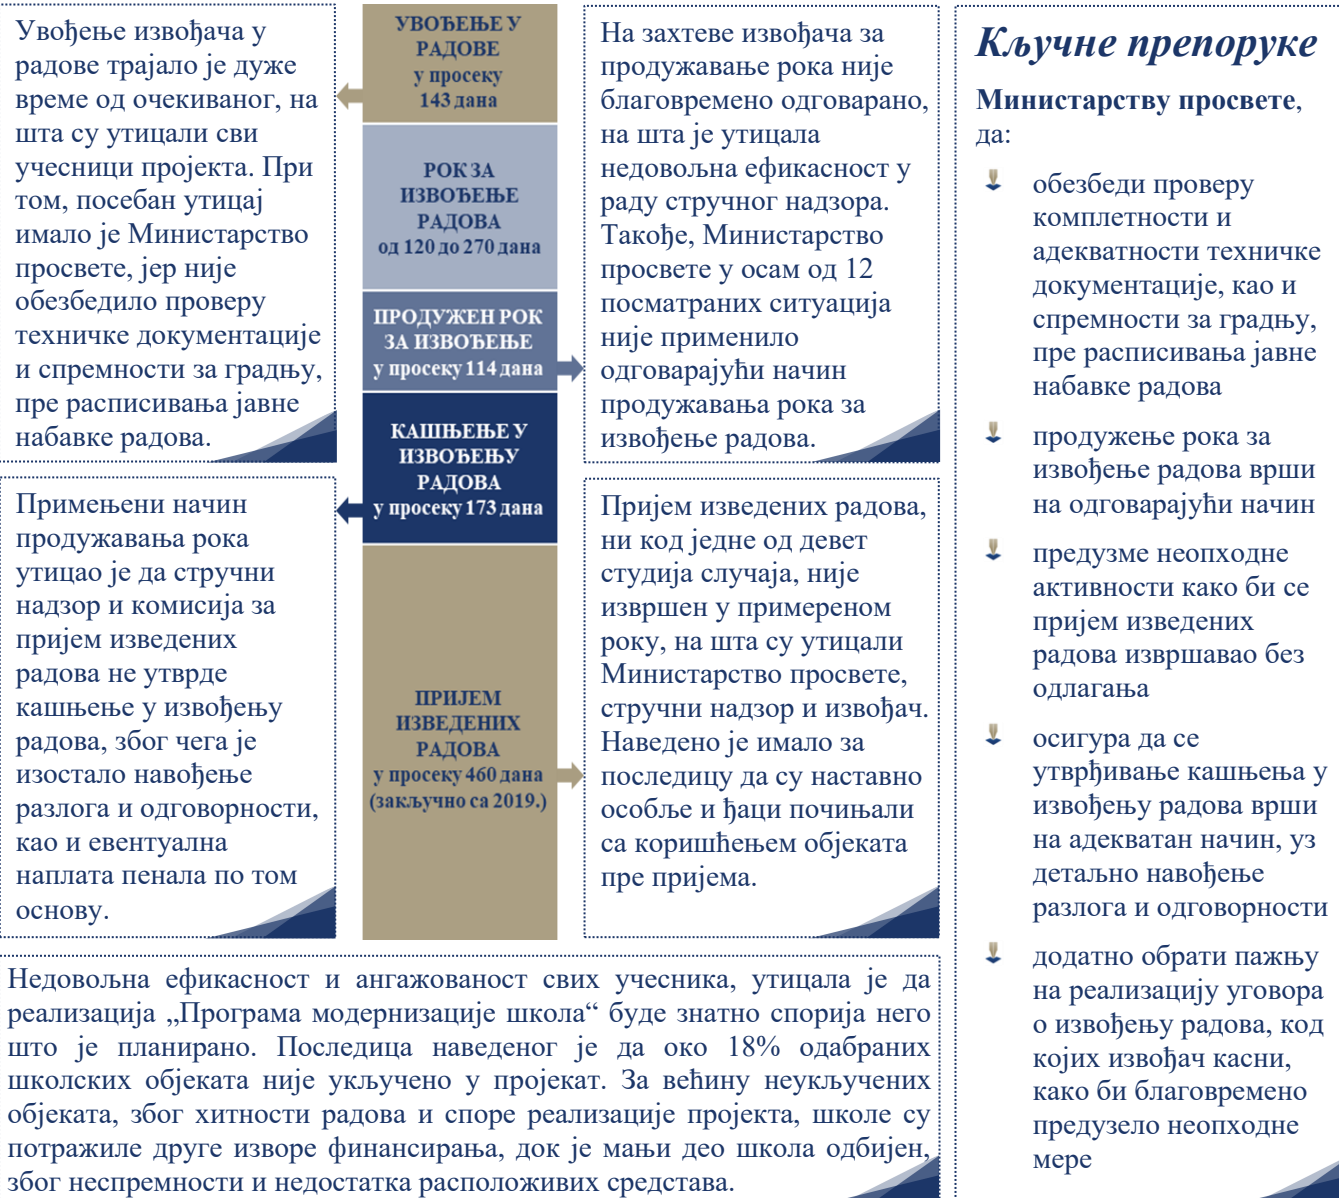 Увођење извођача у
радове трајало је дуже
време од очекиваног, на
шта су утицали сви
учесници пројекта. При
том, посебан утицај
имало је Министарство
просвете, јер није
обезбедило проверу
техничке документације
и спремности за градњу,
пре расписивања јавне
набавке радова.
Примењени начин
продужавања рока
утицао је да стручни
надзор и комисија за
пријем изведених
радова не утврде
кашњење у извођењу
радова, због чега је
изостало навођење
разлога и одговорности,
као и евентуална
наплата пенала по том
основу.
УВОЂЕЊЕ У
РАДОВЕ
у просеку
143 дана
РОК ЗА
ИЗВОЂЕЊЕ
РАДОВА
од 120 до 270 дана
ПРОДУЖЕН РОК
ЗА ИЗВОЂЕЊЕ
у просеку 114 дана
КАШЊЕЊЕ У
ИЗВОЂЕЊУ
РАДОВА
у просеку 173 дана
ПРИЈЕМ
ИЗВЕДЕНИХ
РАДОВА
у просеку 460 дана
(закључно са 2019.)
На захтеве извођача за
продужавање рока није
благовремено одговарано,
на шта је утицала
недовољна ефикасност у
раду стручног надзора.
Такође, Министарство
просвете у осам од 12
посматраних ситуација
није применило
одговарајући начин
продужавања рока за
извођење радова.
Пријем изведених радова,
ни код једне од девет
студија случаја, није
извршен у примереном
року, на шта су утицали
Министарство просвете,
стручни надзор и извођач.
Наведено је имало за
последицу да су наставно
особље и ђаци почињали
са коришћењем објеката
пре пријема.
Недовољна ефикасност и ангажованост свих учесника, утицала је да
реализација „Програма модернизације школа“ буде знатно спорија него
што је планирано. Последица наведеног је да око 18% одабраних
школских објеката није укључено у пројекат. За већину неукључених
објеката, због хитности радова и споре реализације пројекта, школе су
потражиле друге изворе финансирања, док је мањи део школа одбијен,
због неспремности и недостатка расположивих средстава.
Кључне препоруке
Министарству просвете,
да:
обезбеди проверу
комплетности и
адекватности техничке
документације, као и
спремности за градњу,
пре расписивања јавне
набавке радова
продужење рока за
извођење радова врши
на одговарајући начин
предузме неопходне
активности како би се
пријем изведених
радова извршавао без
одлагања
осигура да се
утврђивање кашњења у
извођењу радова врши
на адекватан начин, уз
детаљно навођење
разлога и одговорности
додатно обрати пажњу
на реализацију уговора
о извођењу радова, код
којих извођач касни,
како би благовремено
предузело неопходне
мере